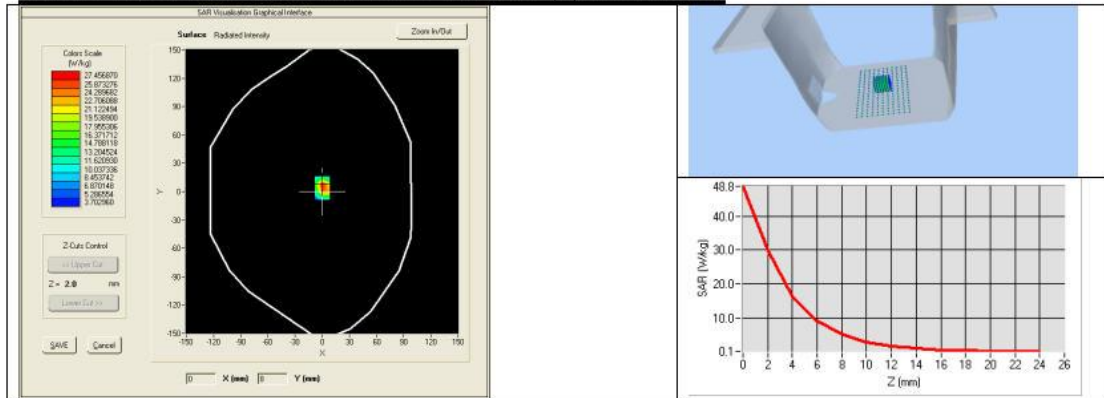 SAR Visualisation Graphical Interface
Surface Radiated Intensity
Zoom In/Out
Colors Scale
(W/kg)
27.456870
25.873276
24.289682
22.706088
21.122494
19.538900
17.955306
16.371712
14.788118
13.204524
11.620930
10.037336
8.453742
6.870148
5.286554
3.702960
150-
120-
90-
60-
30-
0-
-30-
-60-
-90-
-120-
-150-
Y
-150 -120 -90 -60 -30 0 30 60 90 120 150
X
Z-Cuts Control
<< Upper Cut
Z = 2.0 mm
Lower Cut >>
SAVE Cancel
0 X (mm) 0 Y (mm)
48.8-
40.0-
30.0-
20.0-
10.0-
0.1-
SAR (W/kg)
0 2 4 6 8 10 12 14 16 18 20 22 24 26
Z (mm)